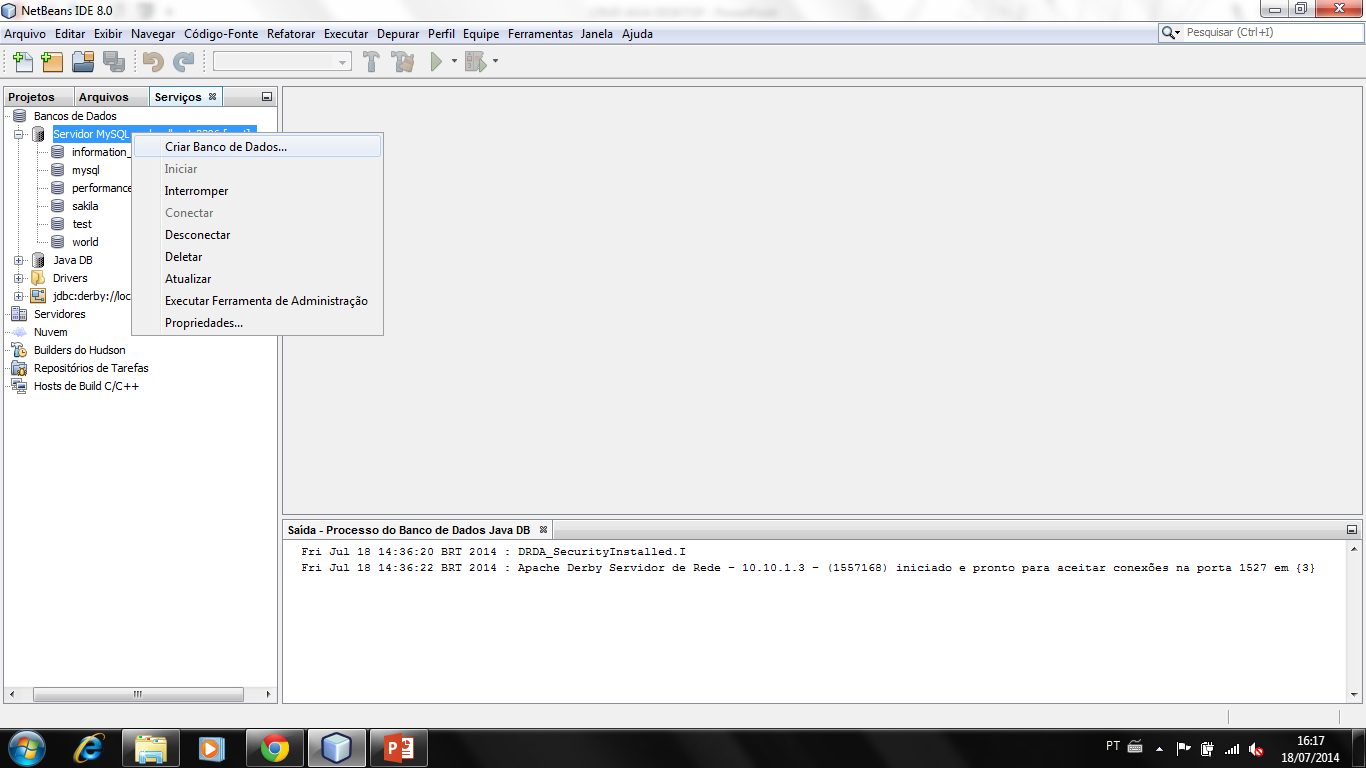 NetBeans IDE 8.0
Arquivo Editar Exibir Navegar Código-Fonte Refatorar Executar Depurar Perfil Equipe Ferramentas Janela Ajuda
Pesquisar (Ctrl+I)
Projetos Arquivos Serviços
Bancos de Dados
Servidor MySQL
information_
mysql
performance
sakila
test
world
Java DB
Drivers
jdbc:derby://loc
Servidores
Nuvem
Builders do Hudson
Repositórios de Tarefas
Hosts de Build C/C++
Criar Banco de Dados...
Iniciar
Interromper
Conectar
Desconectar
Deletar
Atualizar
Executar Ferramenta de Administração
Propriedades...
Saída - Processo do Banco de Dados Java DB
Fri Jul 18 14:36:20 BRT 2014 : DRDA_SecurityInstalled.I
Fri Jul 18 14:36:22 BRT 2014 : Apache Derby Servidor de Rede - 10.10.1.3 - (1557168) iniciado e pronto para aceitar conexões na porta 1527 em {3}
PT
16:17
18/07/2014